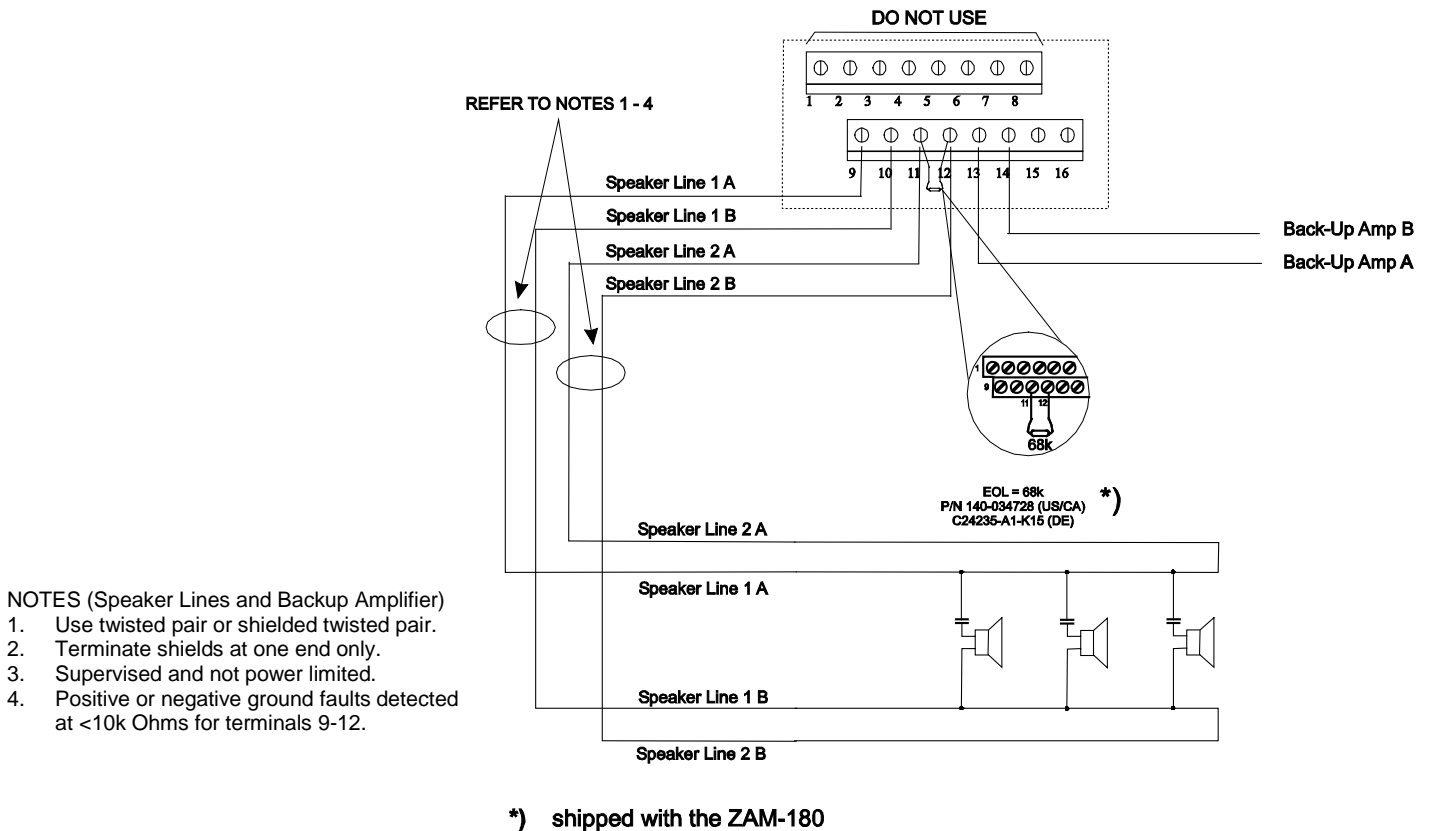 DO NOT USE
1 2 3 4 5 6 7 8
REFER TO NOTES 1 - 4
9 10 11 12 13 14 15 16
Speaker Line 1 A
Speaker Line 1 B
Speaker Line 2 A
Speaker Line 2 B
Back-Up Amp B
Back-Up Amp A
1
9
11 12
68k
EOL = 68k
P/N 140-034728 (US/CA)
C24235-A1-K15 (DE)
*)
Speaker Line 2 A
Speaker Line 1 A
Speaker Line 1 B
Speaker Line 2 B
NOTES (Speaker Lines and Backup Amplifier)
1. Use twisted pair or shielded twisted pair.
2. Terminate shields at one end only.
3. Supervised and not power limited.
4. Positive or negative ground faults detected
at <10k Ohms for terminals 9-12.
*) shipped with the ZAM-180